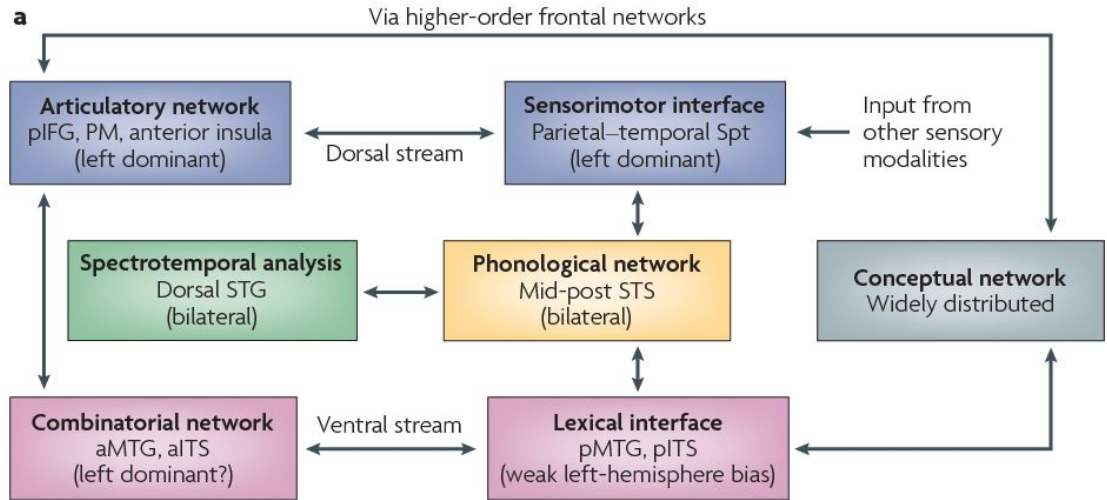 a
Via higher-order frontal networks
Articulatory network
pIFG, PM, anterior insula
(left dominant)
Dorsal stream
Sensorimotor interface
Parietal–temporal Spt
(left dominant)
Input from
other sensory
modalities
Spectrotemporal analysis
Dorsal STG
(bilateral)
Phonological network
Mid-post STS
(bilateral)
Conceptual network
Widely distributed
Combinatorial network
aMTG, aITS
(left dominant?)
Ventral stream
Lexical interface
pMTG, pITS
(weak left-hemisphere bias)